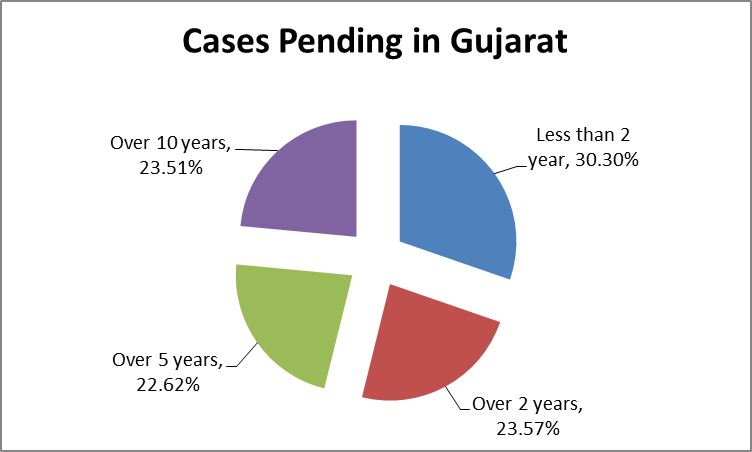 Cases Pending in Gujarat
Less than 2
year, 30.30%
Over 2 years,
23.57%
Over 5 years,
22.62%
Over 10 years,
23.51%